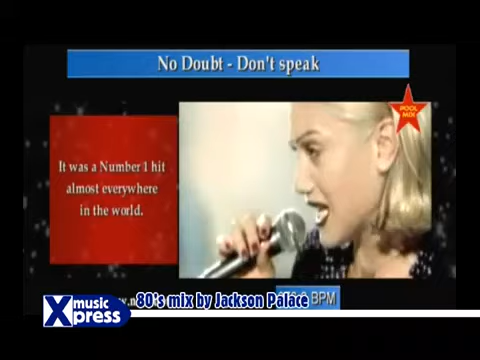 No Doubt - Don't speak
POOL
MIX
It was a Number 1 hit
almost everywhere
in the world.
BPM
80's mix by Jackson Palace
music
Xpress